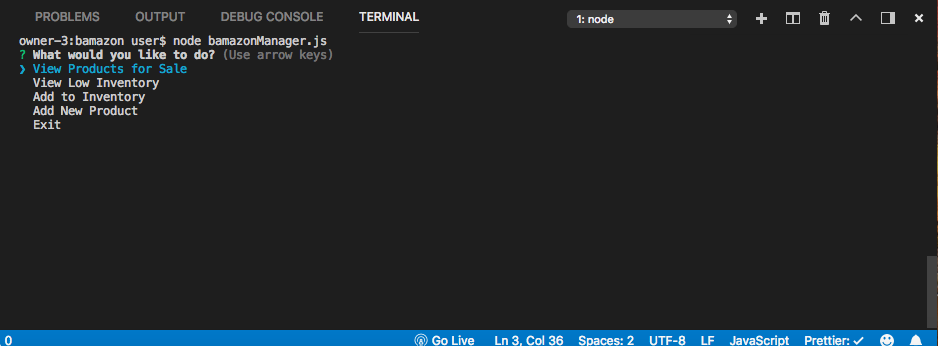 PROBLEMS OUTPUT DEBUG CONSOLE TERMINAL 1: node
owner-3:bamazon user$ node bamazonManager.js
? What would you like to do? (Use arrow keys)
❯ View Products for Sale
View Low Inventory
Add to Inventory
Add New Product
Exit
0 Go Live Ln 3, Col 36 Spaces: 2 UTF-8 LF JavaScript Prettier: ✓